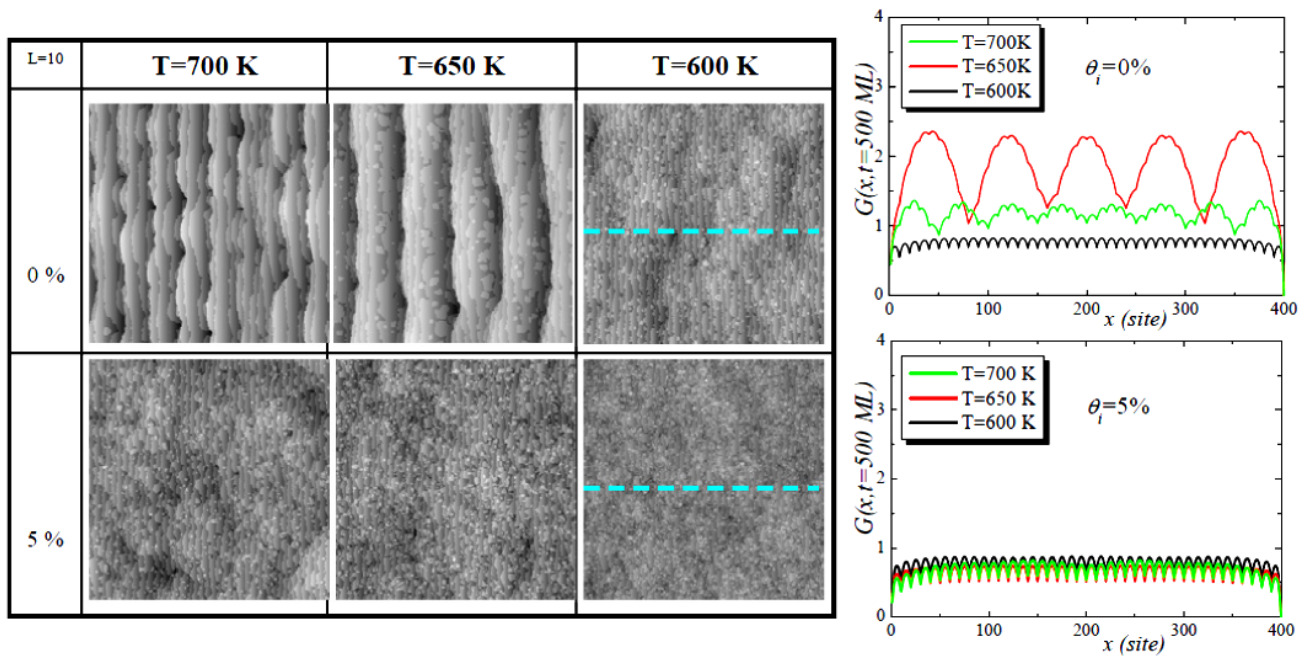 L=10
T=700 K
T=650 K
T=600 K
0 %
5 %
4
3
2
1
0
G(x,t=500 ML)
T=700K
T=650K
T=600K
θi=0%
0
100
200
300
400
x (site)
4
3
2
1
0
G(x,t=500 ML)
T=700 K
T=650 K
T=600 K
θi=5%
0
100
200
300
400
x (site)